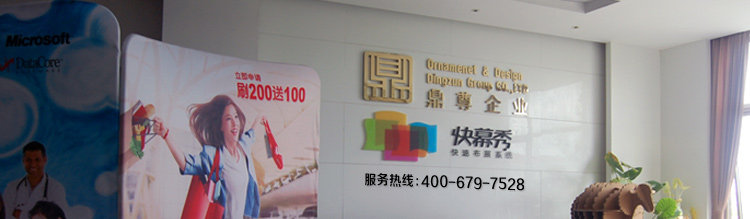 Microsoft
DataCore
立即申请
刷200送100
Ornamenet & Design
Dingzun Group Co.,LTD
鼎尊企业
快幕秀
快速布展系统
服务热线:400-679-7528